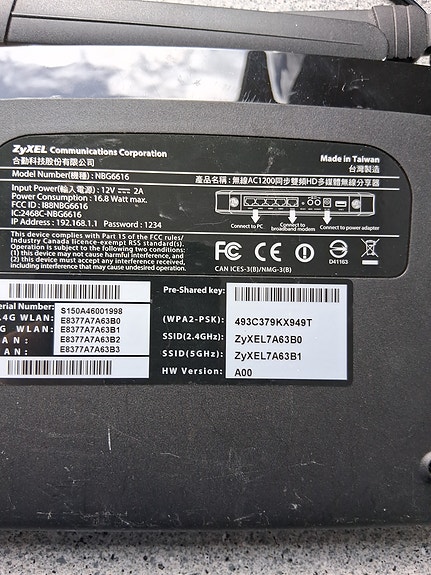 ZyXEL Communications Corporation
合勤科技股份有限公司
Made in Taiwan
台灣製造
Model Number(機種) : NBG6616
產品名稱 : 無線AC1200同步雙頻HD多媒體無線分享器
Input Power(輸入電源) : 12V ⎓ 2A
Power Consumption : 16.8 Watt max.
FCC ID : I88NBG6616
IC:2468C-NBG6616
IP Address : 192.168.1.1 Password : 1234
Connect to PC
Connect to broadband modem
Connect to power adapter
This device complies with Part 15 of the FCC rules/
Industry Canada licence-exempt RSS standard(s).
Operation is subject to the following two conditions:
(1) this device may not cause harmful interference, and
(2) this device must accept any interference received,
including interference that may cause undesired operation.
FC CE
D41163
CAN ICES-3(B)/NMG-3(B)
erial Number:
S150A46001998
.4G WLAN:
E8377A7A63B0
G WLAN:
E8377A7A63B1
AN:
E8377A7A63B2
AN:
E8377A7A63B3
Pre-Shared key:
(WPA2-PSK):
493C379KX949T
SSID(2.4GHz):
ZyXEL7A63B0
SSID(5GHz):
ZyXEL7A63B1
HW Version:
A00